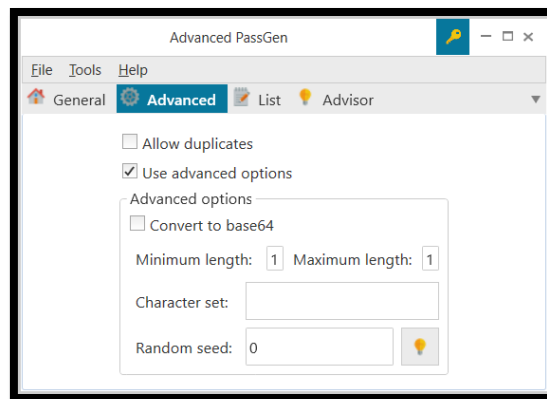 Advanced PassGen
File Tools Help
General Advanced List Advisor
Allow duplicates
Use advanced options
Advanced options
Convert to base64
Minimum length: 1 Maximum length: 1
Character set:
Random seed: 0